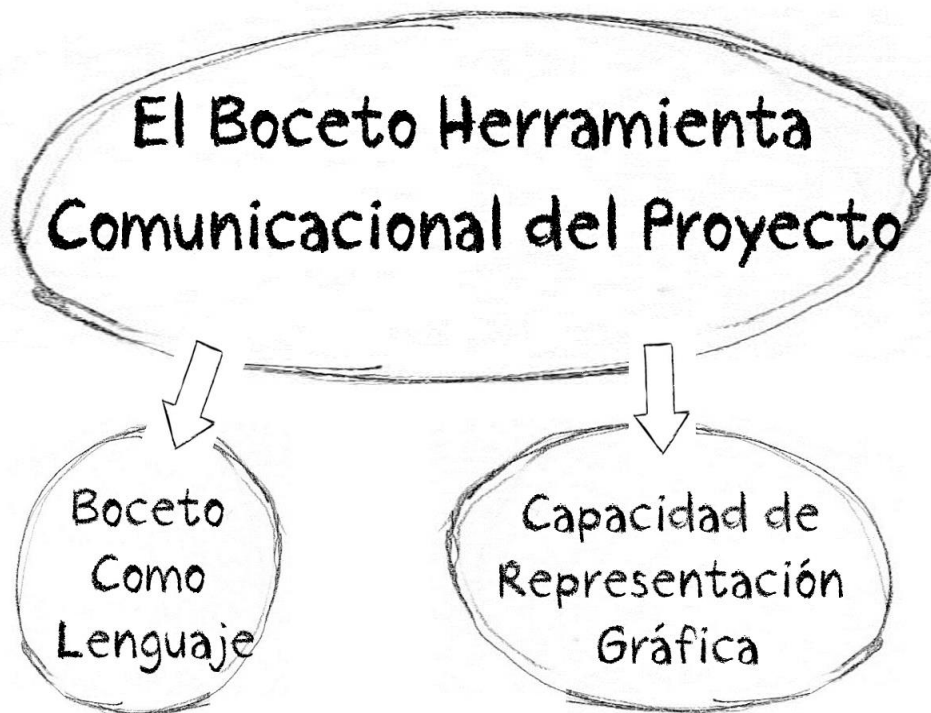 El Boceto Herramienta
Comunicacional del Proyecto
Boceto
Como
Lenguaje
Capacidad de
Representación
Gráfica